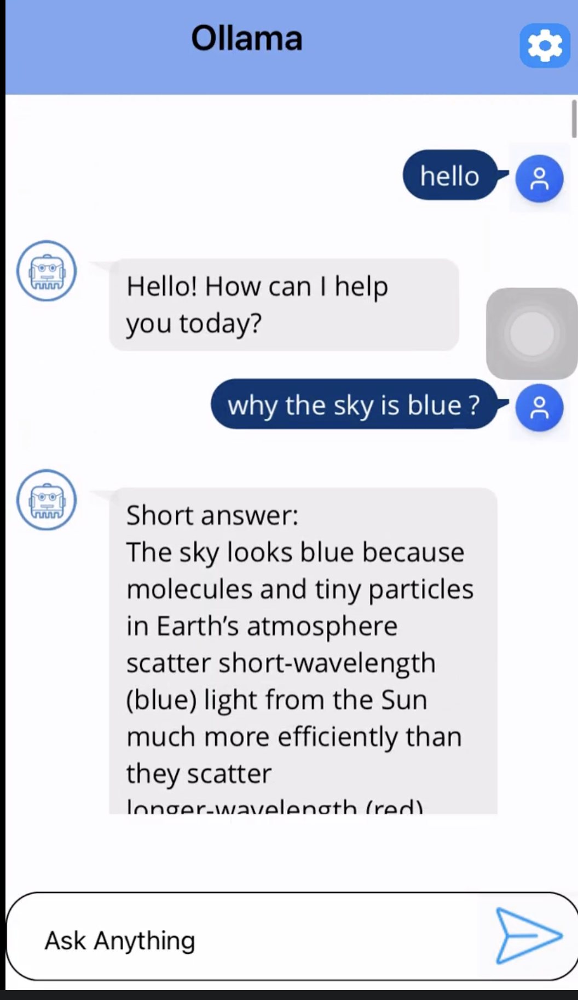 Ollama
hello
Hello! How can I help
you today?
why the sky is blue ?
Short answer:
The sky looks blue because
molecules and tiny particles
in Earth’s atmosphere
scatter short-wavelength
(blue) light from the Sun
much more efficiently than
they scatter
longer-wavelength (red)
Ask Anything